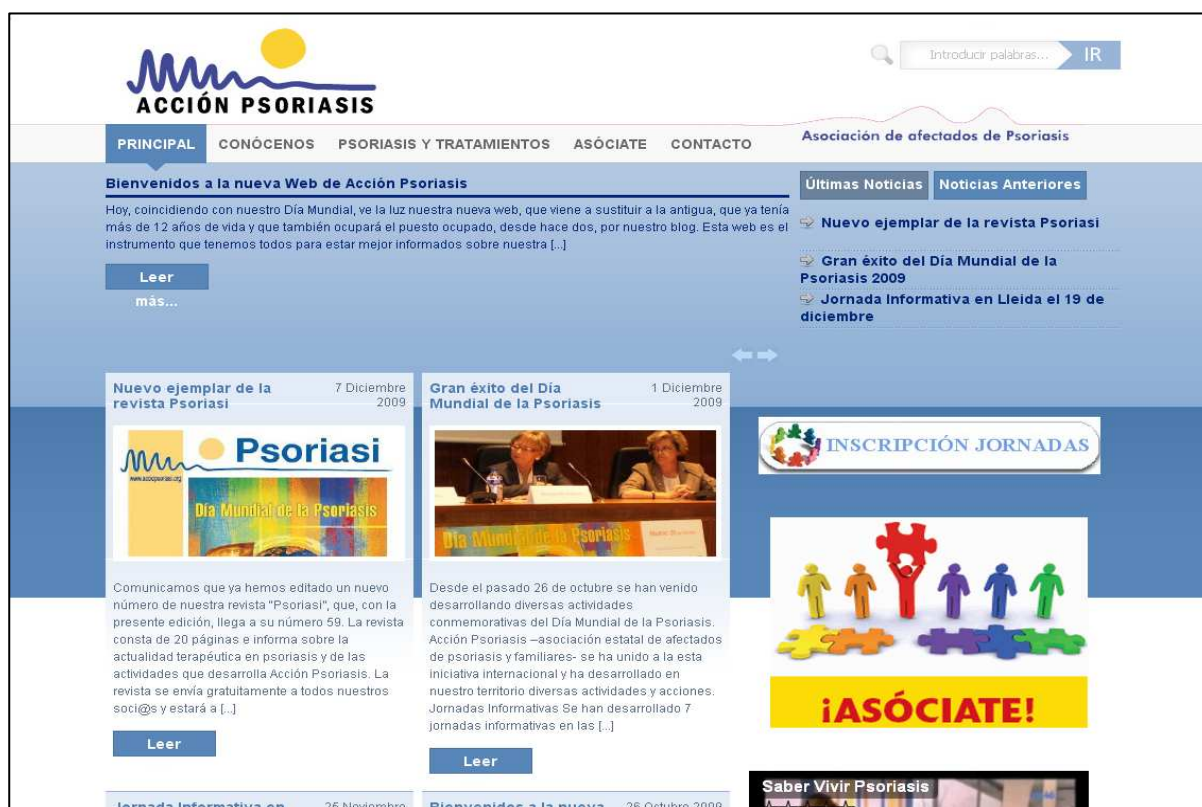 ACCIÓN PSORIASIS
Introducir palabras...
IR
PRINCIPAL
CONÓCENOS
PSORIASIS Y TRATAMIENTOS
ASÓCIATE
CONTACTO
Asociación de afectados de Psoriasis
Bienvenidos a la nueva Web de Acción Psoriasis
Hoy, coincidiendo con nuestro Día Mundial, ve la luz nuestra nueva web, que viene a sustituir a la antigua, que ya tenía
más de 12 años de vida y que también ocupará el puesto ocupado, desde hace dos, por nuestro blog. Esta web es el
instrumento que tenemos todos para estar mejor informados sobre nuestra [...]
Leer
más...
Últimas Noticias
Noticias Anteriores
Nuevo ejemplar de la revista Psoriasi
Gran éxito del Día Mundial de la
Psoriasis 2009
Jornada Informativa en Lleida el 19 de
diciembre
Nuevo ejemplar de la
revista Psoriasi
7 Diciembre
2009
Psoriasi
www.acciopsoriasi.org
Día Mundial de la Psoriasis
Comunicamos que ya hemos editado un nuevo
número de nuestra revista "Psoriasi", que, con la
presente edición, llega a su número 59. La revista
consta de 20 páginas e informa sobre la
actualidad terapéutica en psoriasis y de las
actividades que desarrolla Acción Psoriasis. La
revista se envía gratuitamente a todos nuestros
soci@s y estará a [...]
Leer
Gran éxito del Día
Mundial de la Psoriasis
1 Diciembre
2009
Día Mundial de la Psoriasis
Desde el pasado 26 de octubre se han venido
desarrollando diversas actividades
conmemorativas del Día Mundial de la Psoriasis.
Acción Psoriasis –asociación estatal de afectados
de psoriasis y familiares- se ha unido a la esta
iniciativa internacional y ha desarrollado en
nuestro territorio diversas actividades y acciones.
Jornadas Informativas Se han desarrollado 7
jornadas informativas en las [...]
Leer
INSCRIPCIÓN JORNADAS
¡ASÓCIATE!
Saber Vivir Psoriasis
Jornada Informativa en
26 Octubre 2009
Bienvenidos a la nueva